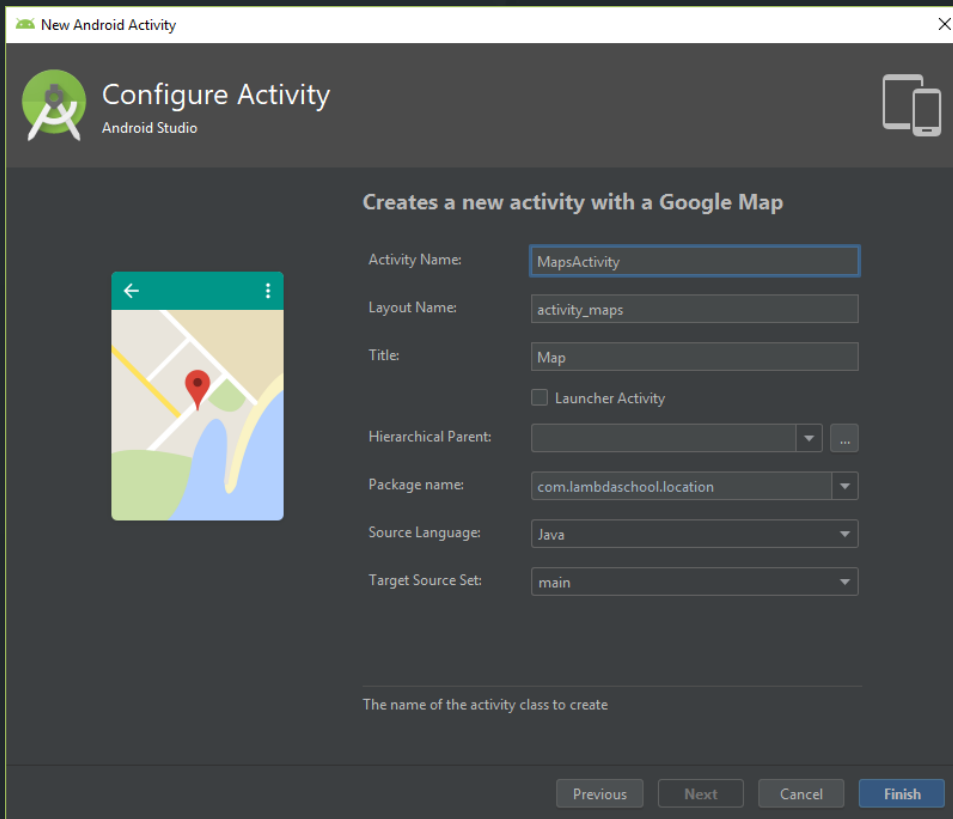 New Android Activity
Configure Activity
Android Studio
Creates a new activity with a Google Map
Activity Name: MapsActivity
Layout Name: activity_maps
Title: Map
Launcher Activity
Hierarchical Parent: ...
Package name: com.lambdaschool.location
Source Language: Java
Target Source Set: main
The name of the activity class to create
Previous Next Cancel Finish